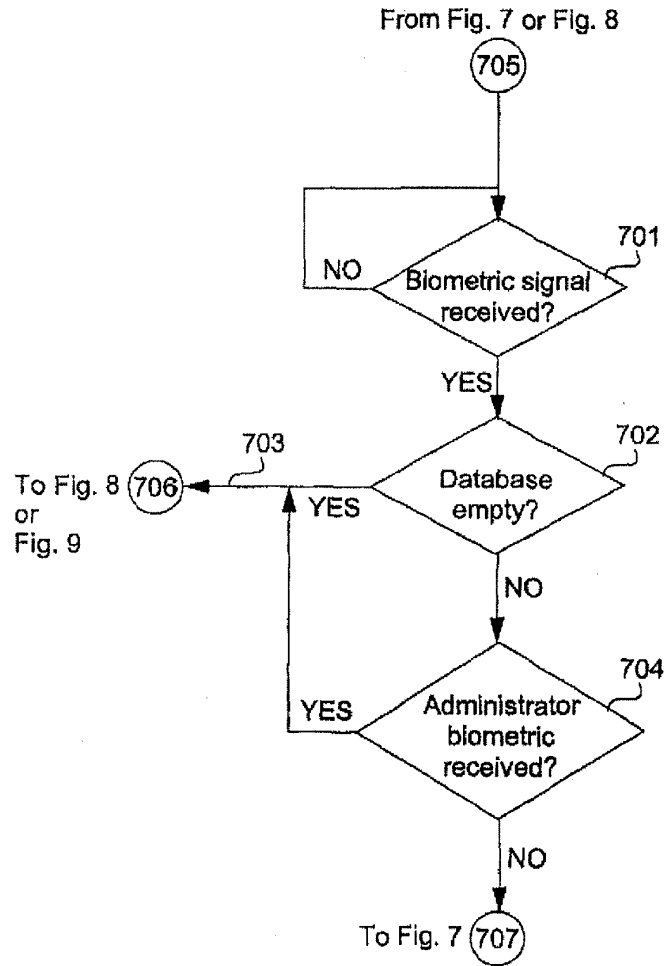 From Fig. 7 or Fig. 8
705
701
NO
Biometric signal
received?
YES
702
703
To Fig. 8
706
or
Fig. 9
YES
Database
empty?
NO
704
YES
Administrator
biometric
received?
NO
To Fig. 7
707